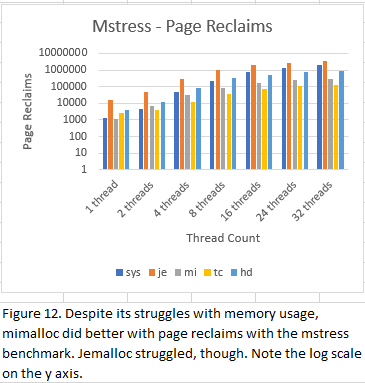 Mstress - Page Reclaims
10000000
1000000
100000
10000
1000
100
10
1
Page Reclaims
1 thread
2 threads
4 threads
8 threads
16 threads
24 threads
32 threads
Thread Count
sys je mi tc hd
Figure 12. Despite its struggles with memory usage,
mimalloc did better with page reclaims with the mstress
benchmark. Jemalloc struggled, though. Note the log scale
on the y axis.